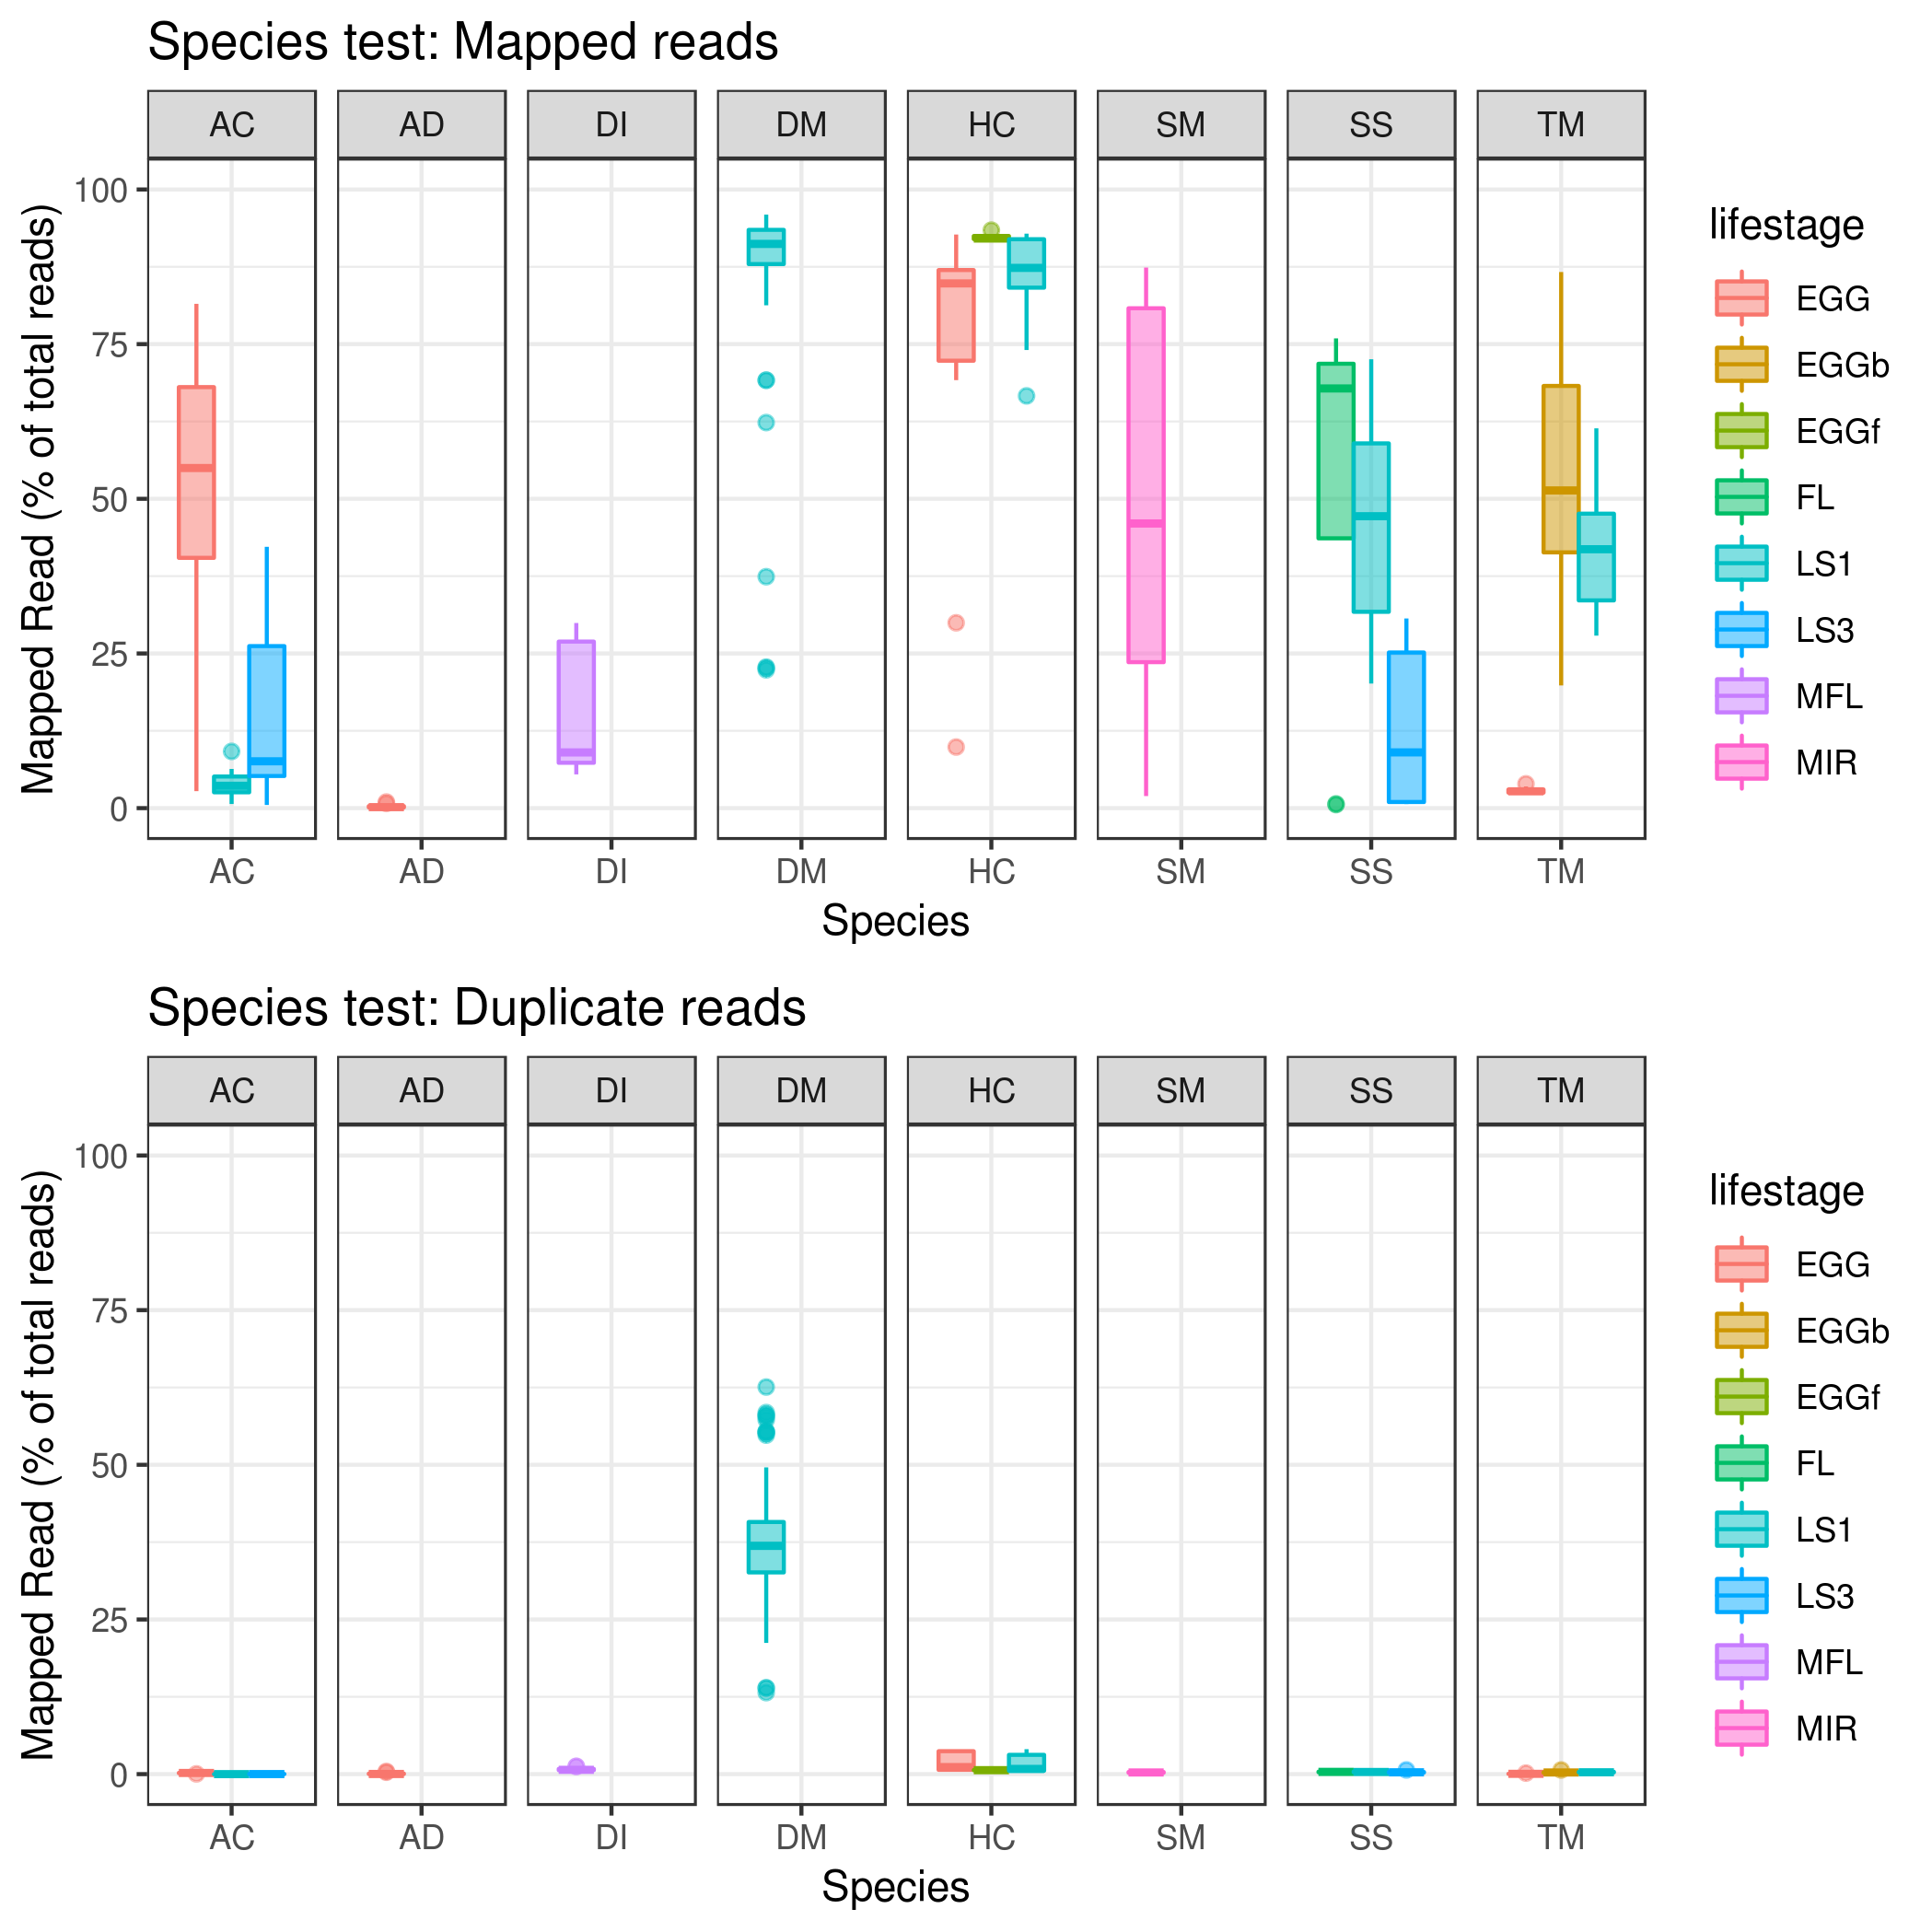 Species test: Mapped reads
AC AD DI DM HC SM SS TM
Mapped Read (% of total reads)
100
75
50
25
0
AC AD DI DM HC SM SS TM
Species
lifestage
EGG
EGGb
EGGf
FL
LS1
LS3
MFL
MIR
Species test: Duplicate reads
AC AD DI DM HC SM SS TM
Mapped Read (% of total reads)
100
75
50
25
0
AC AD DI DM HC SM SS TM
Species
lifestage
EGG
EGGb
EGGf
FL
LS1
LS3
MFL
MIR